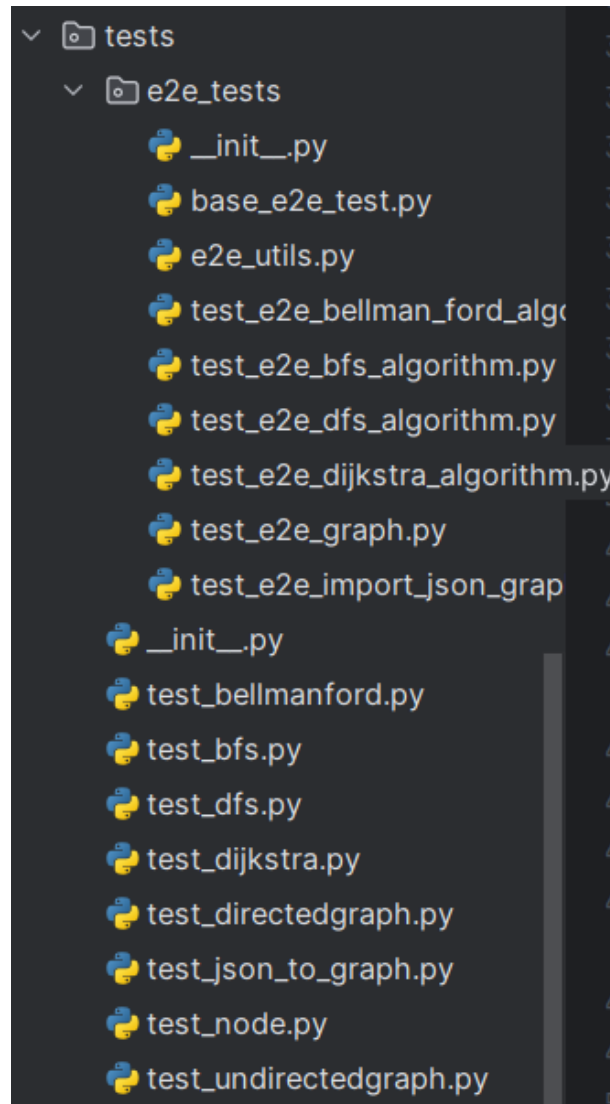 tests
e2e_tests
__init__.py
base_e2e_test.py
e2e_utils.py
test_e2e_bellman_ford_algo
test_e2e_bfs_algorithm.py
test_e2e_dfs_algorithm.py
test_e2e_dijkstra_algorithm.py
test_e2e_graph.py
test_e2e_import_json_grap
__init__.py
test_bellmanford.py
test_bfs.py
test_dfs.py
test_dijkstra.py
test_directedgraph.py
test_json_to_graph.py
test_node.py
test_undirectedgraph.py